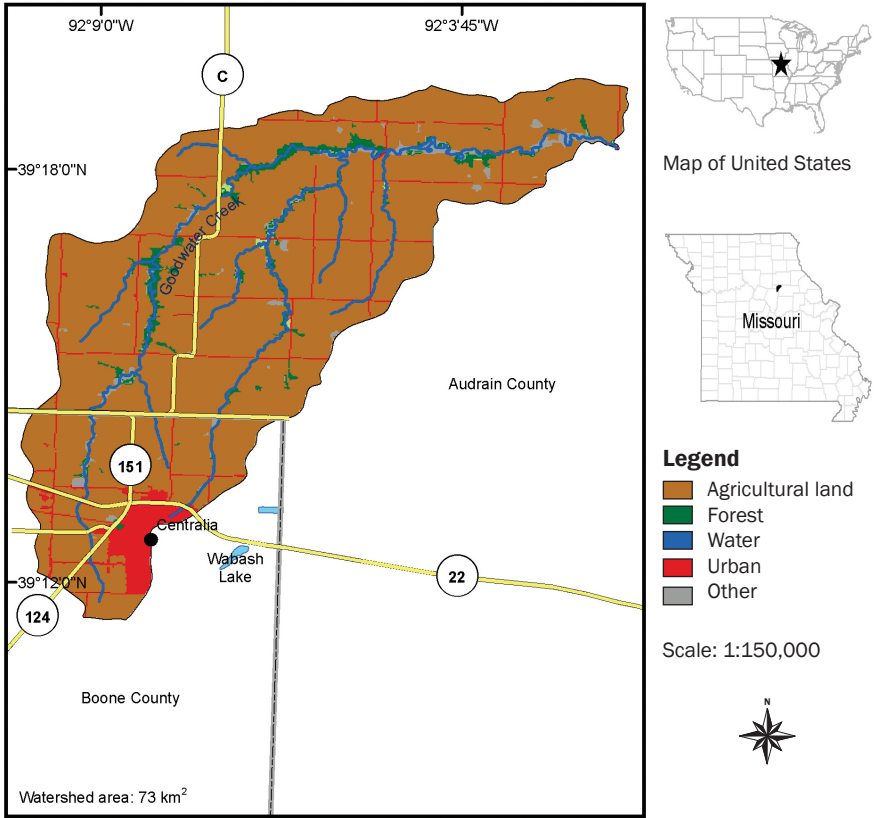 92°9'0"W
92°3'45"W
C
39°18'0"N
Goodwater Creek
Audrain County
151
Centralia
Wabash
Lake
39°12'0"N
22
124
Boone County
Watershed area: 73 km²
Map of United States
Missouri
Legend
Agricultural land
Forest
Water
Urban
Other
Scale: 1:150,000
N